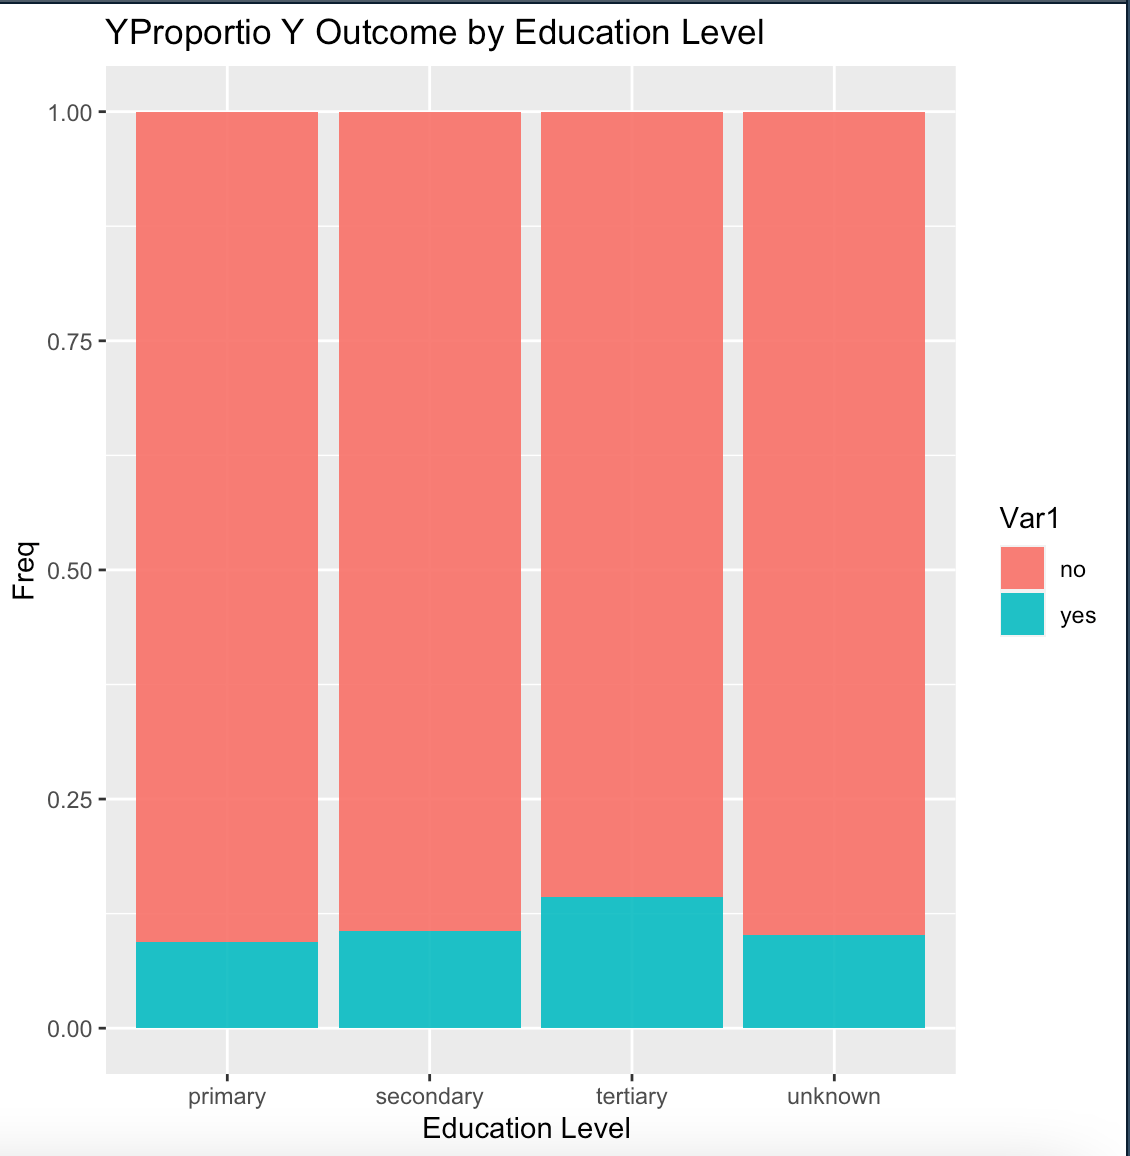 YProportio Y Outcome by Education Level
1.00
0.75
0.50
0.25
0.00
Freq
primary secondary tertiary unknown
Education Level
Var1
no
yes